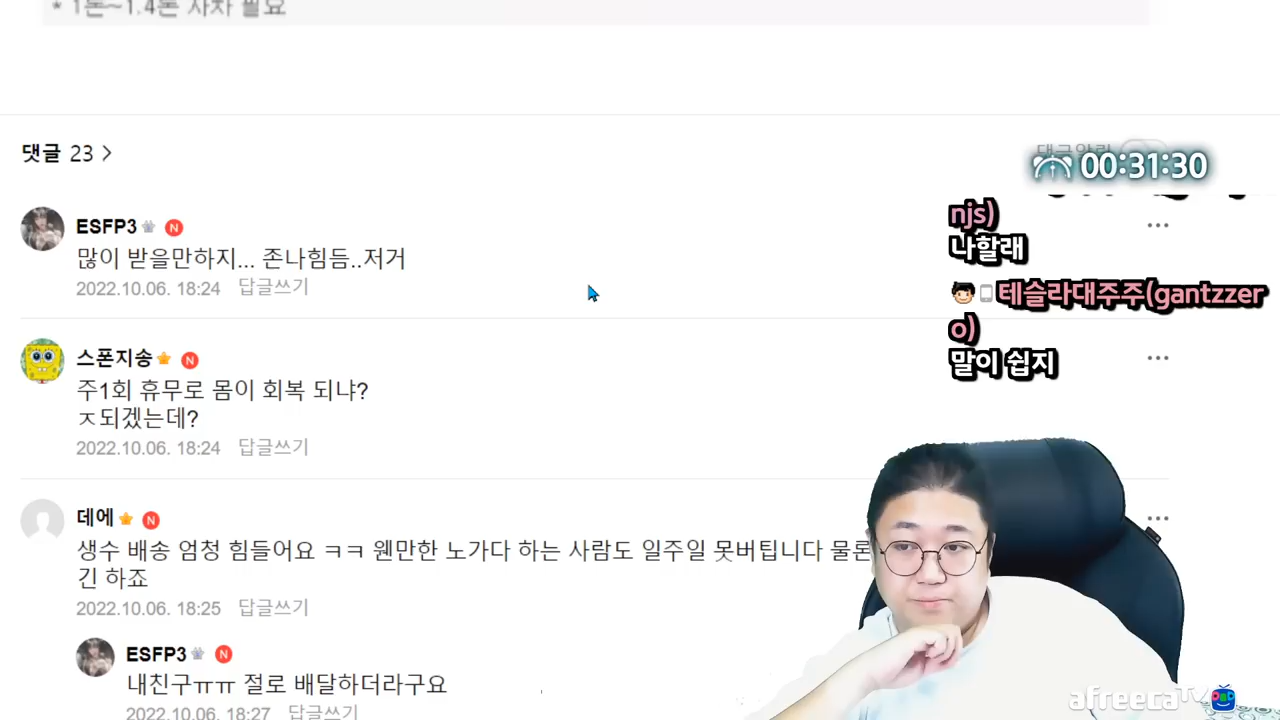 * 1톤~1.4톤 사차 필요
댓글 23 >
댓글알림
00:31:30
ESFP3 N
많이 받을만하지... 존나힘듬..저거
2022.10.06. 18:24 답글쓰기
스폰지송 N
주1회 휴무로 몸이 회복 되냐?
ㅈ되겠는데?
2022.10.06. 18:24 답글쓰기
데에 N
생수 배송 엄청 힘들어요 ㅋㅋ 웬만한 노가다 하는 사람도 일주일 못버팁니다 물론
긴 하죠
2022.10.06. 18:25 답글쓰기
ESFP3 N
내친구ㅠㅠ 절로 배달하더라구요
2022.10.06. 18:27 답글쓰기
njs)
나할래
테슬라대주주(gantzzer
o)
말이 쉽지
afreecaTV